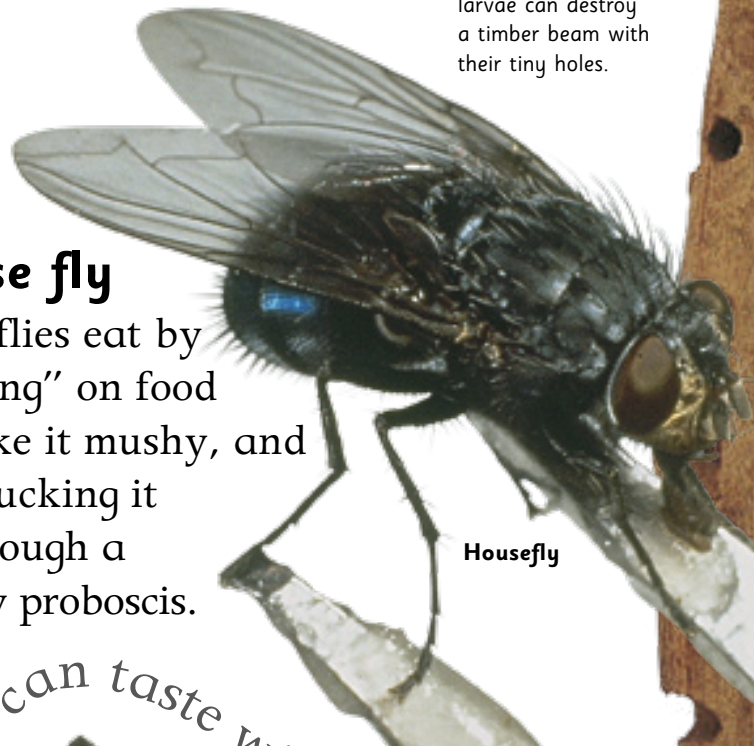 larvae can destroy
a timber beam with
their tiny holes.
se fly
flies eat by
ng” on food
ke it mushy, and
ucking it
ough a
y proboscis.
Housefly
can taste w